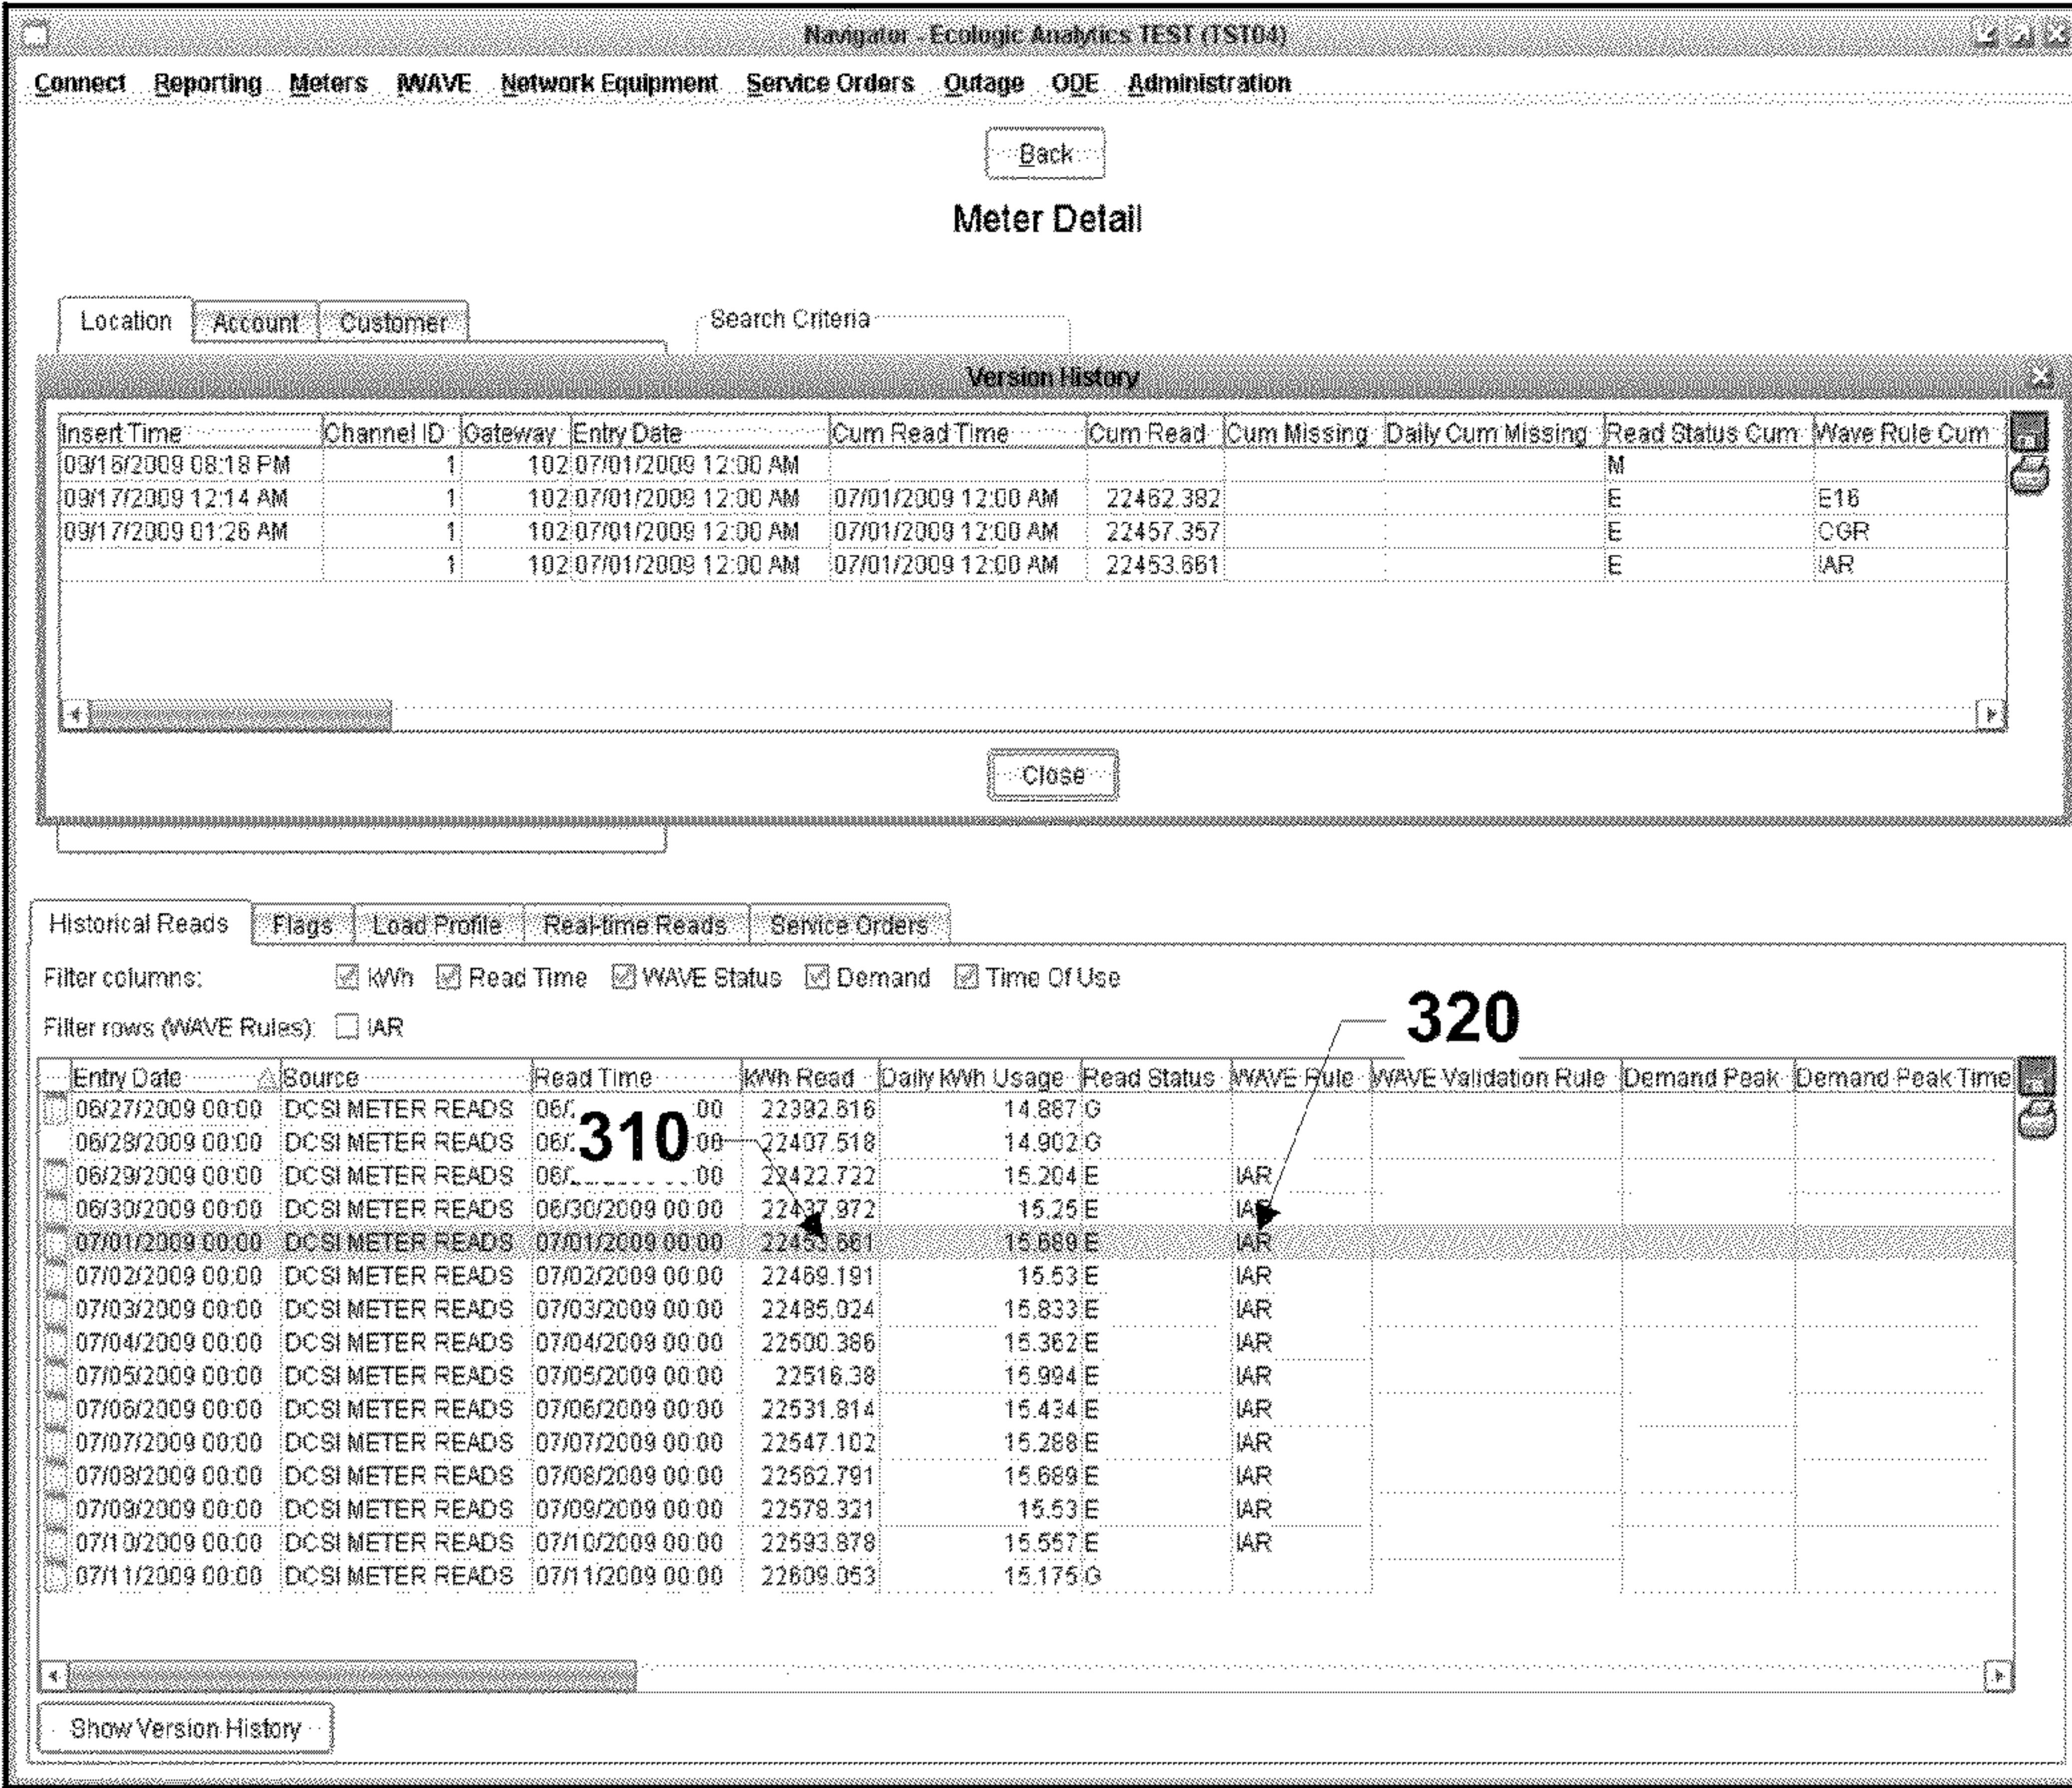 Navigator - Ecologic Analytics TEST (TST04)
Connect Reporting Meters WAVE Network Equipment Service Orders Outage ODE Administration
Back
Meter Detail
Location Account Customer Search Criteria
Version History
Insert Time Channel ID Gateway Entry Date Cum Read Time Cum Read Cum Missing Daily Cum Missing Read Status Cum Wave Rule Cum
09/16/2009 08:18 PM 1 102 07/01/2009 12:00 AM M
09/17/2009 12:14 AM 1 102 07/01/2009 12:00 AM 07/01/2009 12:00 AM 22462.382 E E16
09/17/2009 01:26 AM 1 102 07/01/2009 12:00 AM 07/01/2009 12:00 AM 22457.357 E CGR
1 102 07/01/2009 12:00 AM 07/01/2009 12:00 AM 22453.661 E IAR
Close
Historical Reads Flags Load Profile Real-time Reads Service Orders
Filter columns: kWh Read Time WAVE Status Demand Time Of Use
320
Filter rows (WAVE Rules): IAR
Entry Date Source Read Time kWh Read Daily kWh Usage Read Status WAVE Rule WAVE Validation Rule Demand Peak Demand Peak Time
06/27/2009 00:00 DCSI METER READS 06/ :00 22392.616 14.887 G
310
06/28/2009 00:00 DCSI METER READS 06/ :00 22407.518 14.902 G
06/29/2009 00:00 DCSI METER READS 06/ :00 22422.722 15.204 E IAR
06/30/2009 00:00 DCSI METER READS 06/30/2009 00:00 22437.972 15.25 E IAR
07/01/2009 00:00 DCSI METER READS 07/01/2009 00:00 22453.661 15.689 E IAR
07/02/2009 00:00 DCSI METER READS 07/02/2009 00:00 22469.191 15.53 E IAR
07/03/2009 00:00 DCSI METER READS 07/03/2009 00:00 22485.024 15.833 E IAR
07/04/2009 00:00 DCSI METER READS 07/04/2009 00:00 22500.386 15.362 E IAR
07/05/2009 00:00 DCSI METER READS 07/05/2009 00:00 22516.38 15.994 E IAR
07/06/2009 00:00 DCSI METER READS 07/06/2009 00:00 22531.814 15.434 E IAR
07/07/2009 00:00 DCSI METER READS 07/07/2009 00:00 22547.102 15.288 E IAR
07/08/2009 00:00 DCSI METER READS 07/08/2009 00:00 22562.791 15.689 E IAR
07/09/2009 00:00 DCSI METER READS 07/09/2009 00:00 22578.321 15.53 E IAR
07/10/2009 00:00 DCSI METER READS 07/10/2009 00:00 22593.878 15.557 E IAR
07/11/2009 00:00 DCSI METER READS 07/11/2009 00:00 22609.053 15.175 G
Show Version History